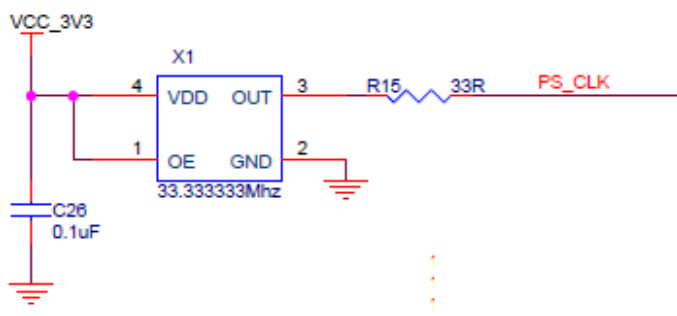 VCC_3V3
X1
4 VDD OUT 3 R15 33R PS_CLK
1 OE GND 2
33.333333Mhz
C26
0.1uF